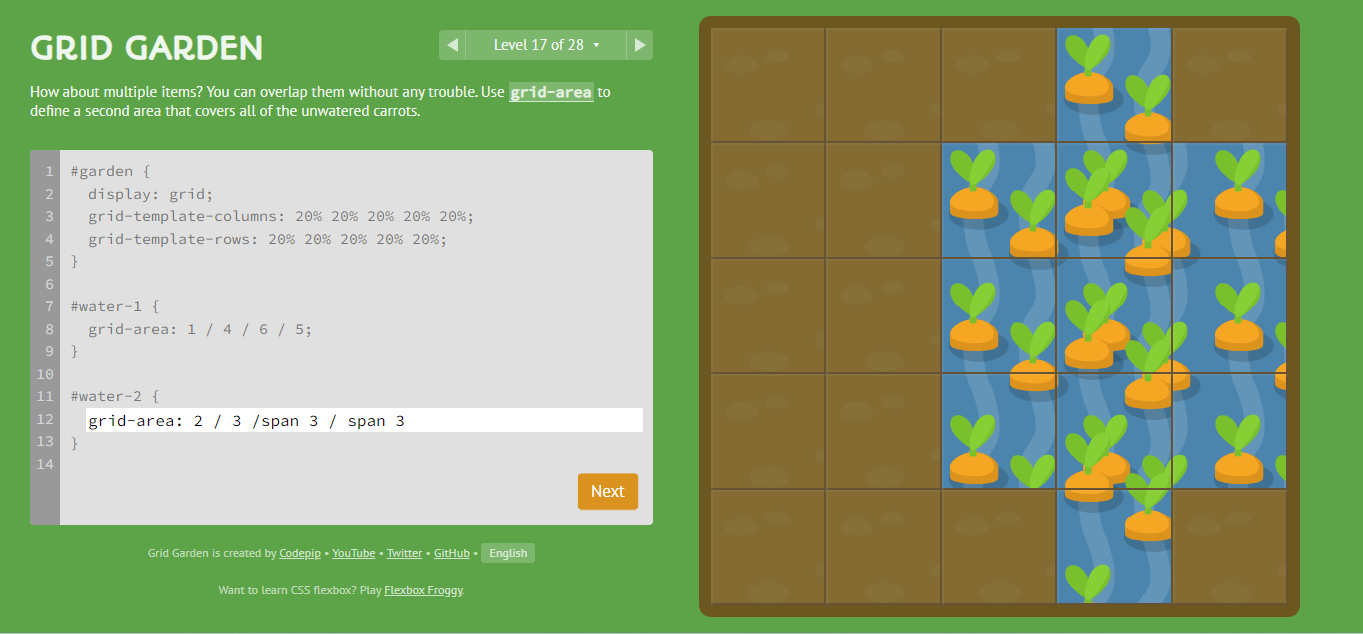 GRID GARDEN
◀ Level 17 of 28 ▾ ▶
How about multiple items? You can overlap them without any trouble. Use grid-area to
define a second area that covers all of the unwatered carrots.
1 #garden {
2 display: grid;
3 grid-template-columns: 20% 20% 20% 20% 20%;
4 grid-template-rows: 20% 20% 20% 20% 20%;
5 }
6
7 #water-1 {
8 grid-area: 1 / 4 / 6 / 5;
9 }
10
11 #water-2 {
12 grid-area: 2 / 3 /span 3 / span 3
13 }
14
Next
Grid Garden is created by Codepip • YouTube • Twitter • GitHub • English
Want to learn CSS flexbox? Play Flexbox Froggy.